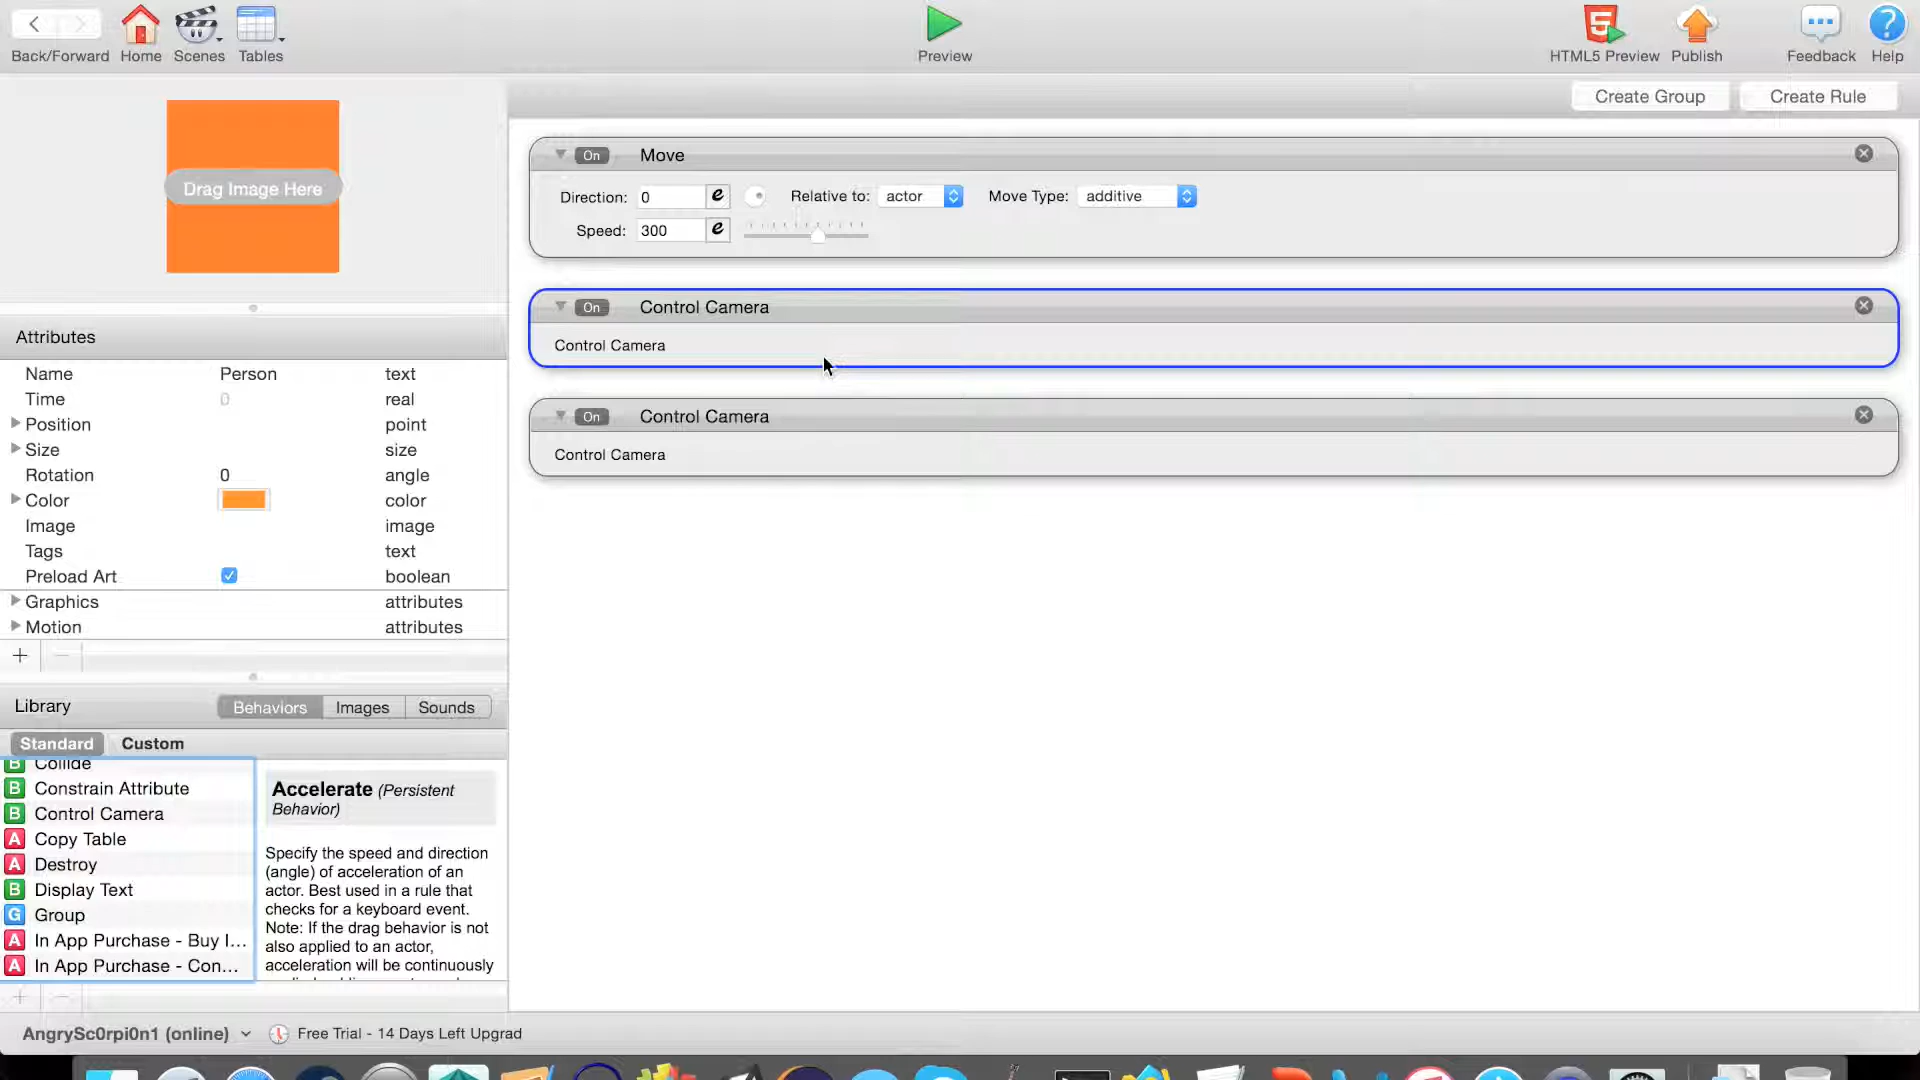 Back/Forward
Home
Scenes
Tables
Preview
HTML5 Preview
Publish
Feedback
Help
Create Group
Create Rule
Drag Image Here
On Move
Direction: 0 e Relative to: actor Move Type: additive
Speed: 300 e
On Control Camera
Control Camera
On Control Camera
Control Camera
Attributes
Name Person text
Time 0 real
Position point
Size size
Rotation 0 angle
Color color
Image image
Tags text
Preload Art boolean
Graphics attributes
Motion attributes
Library Behaviors Images Sounds
Standard Custom
B Collide
B Constrain Attribute
B Control Camera
A Copy Table
A Destroy
B Display Text
G Group
A In App Purchase - Buy I...
A In App Purchase - Con...
Accelerate (Persistent
Behavior)
Specify the speed and direction
(angle) of acceleration of an
actor. Best used in a rule that
checks for a keyboard event.
Note: If the drag behavior is not
also applied to an actor,
acceleration will be continuously
AngrySc0rpi0n1 (online)
Free Trial - 14 Days Left Upgrad